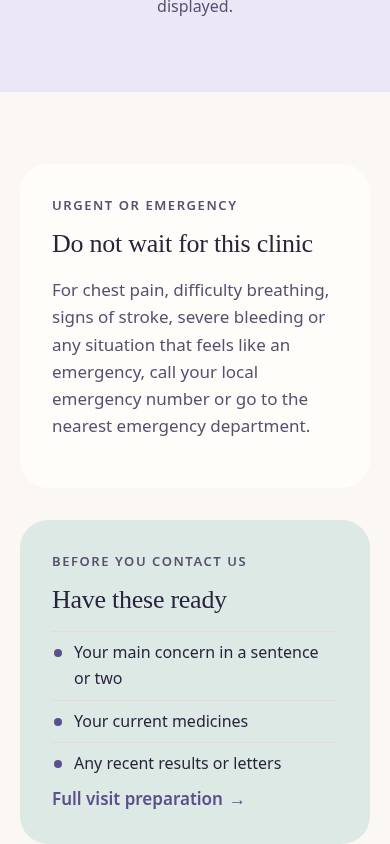 displayed.
URGENT OR EMERGENCY
Do not wait for this clinic
For chest pain, difficulty breathing,
signs of stroke, severe bleeding or
any situation that feels like an
emergency, call your local
emergency number or go to the
nearest emergency department.
BEFORE YOU CONTACT US
Have these ready
Your main concern in a sentence
or two
Your current medicines
Any recent results or letters
Full visit preparation →